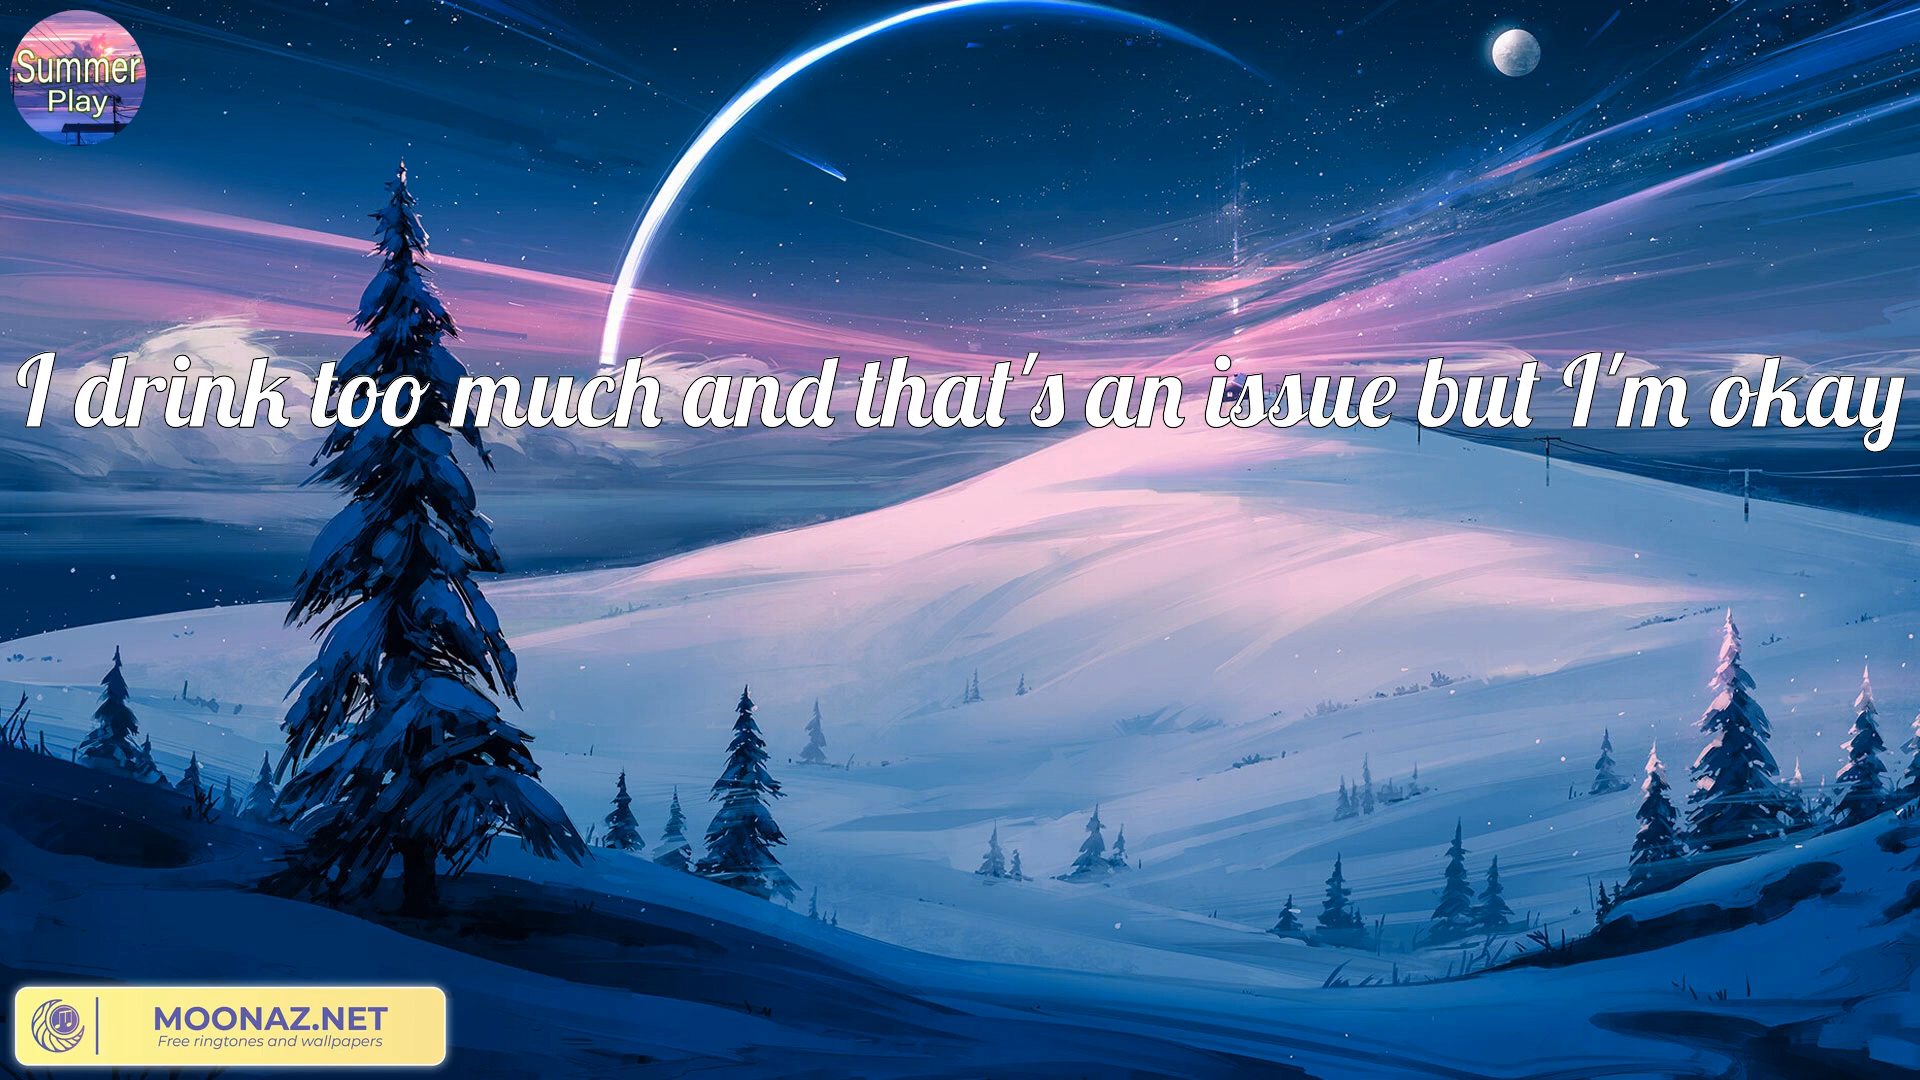 Summer
Play
I drink too much and that's an issue but I'm okay
MOONAZ.NET
Free ringtones and wallpapers